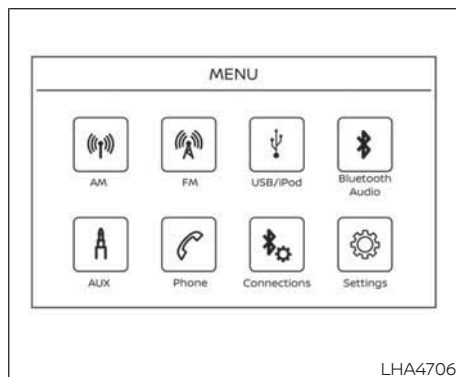 MENU
AM FM USB/iPod Bluetooth
Audio
AUX Phone Connections Settings
LHA4706